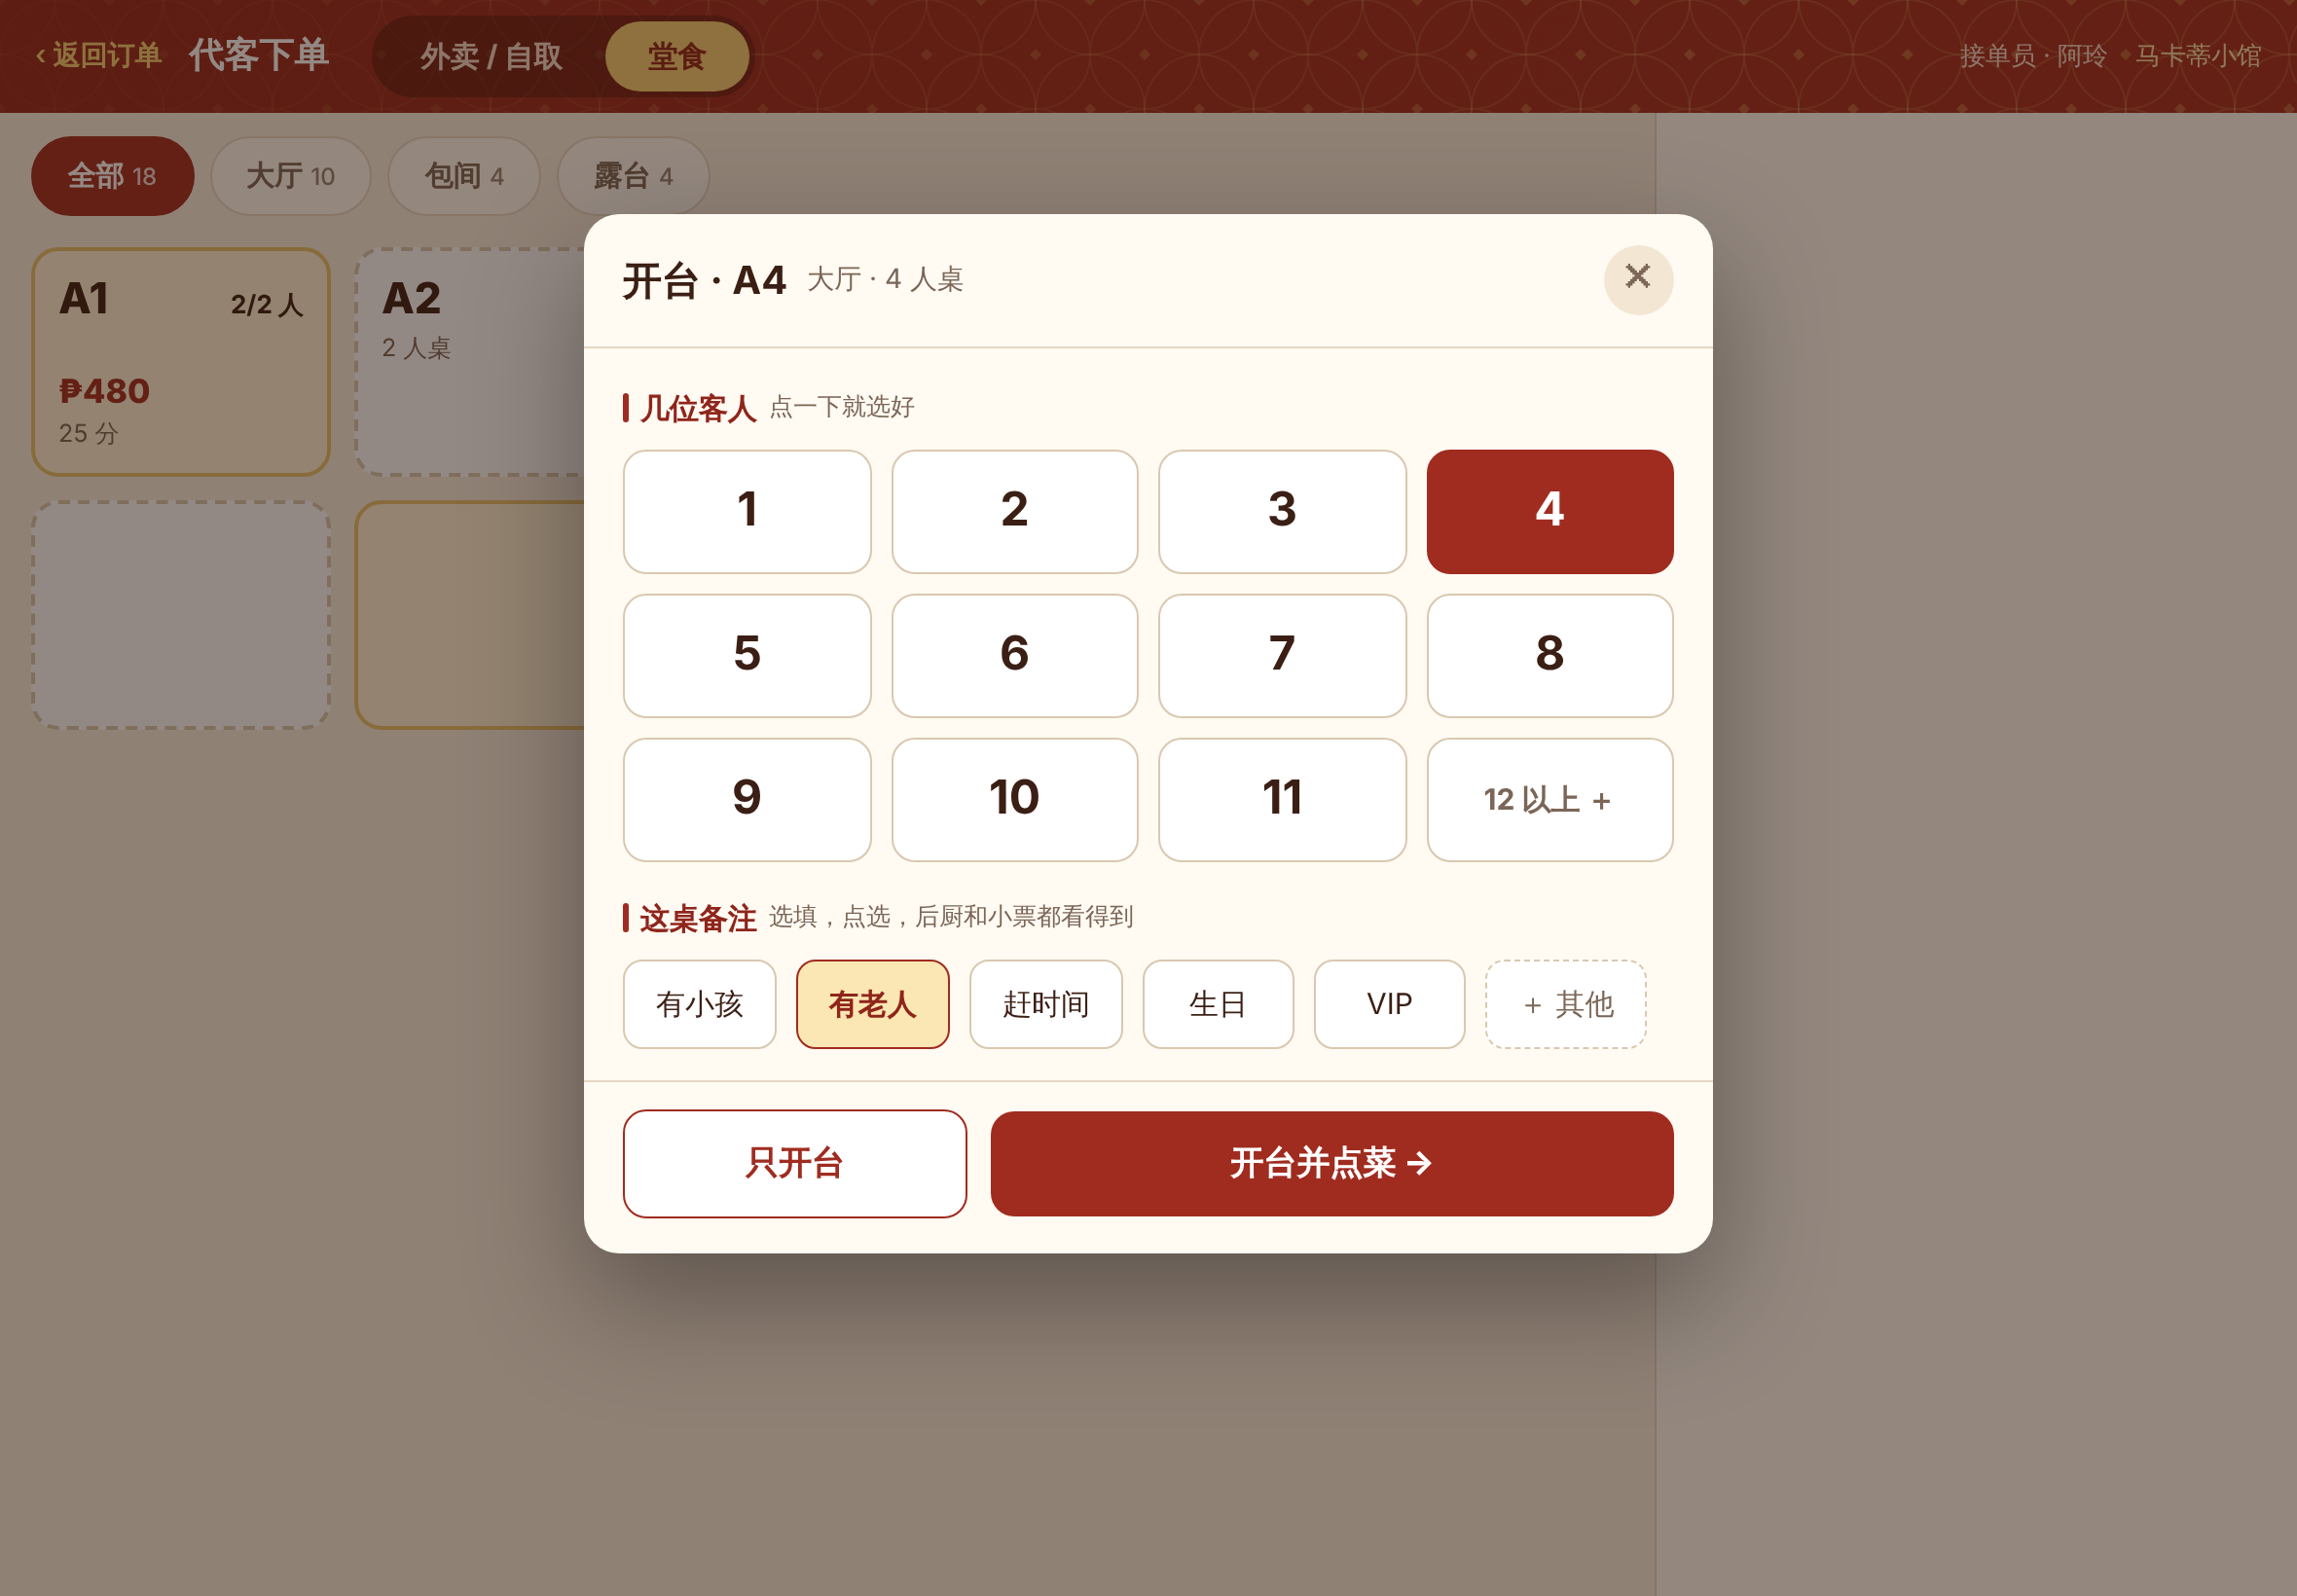 ‹ 返回订单 代客下单 外卖 / 自取 堂食 接单员 · 阿玲 马卡蒂小馆
全部 18 大厅 10 包间 4 露台 4
A1 2/2 人
₱480
25 分
A2
2 人桌
开台 · A4 大厅 · 4 人桌 ✕
几位客人 点一下就选好
1 2 3 4
5 6 7 8
9 10 11 12 以上 +
这桌备注 选填，点选，后厨和小票都看得到
有小孩 有老人 赶时间 生日 VIP + 其他
只开台 开台并点菜 →